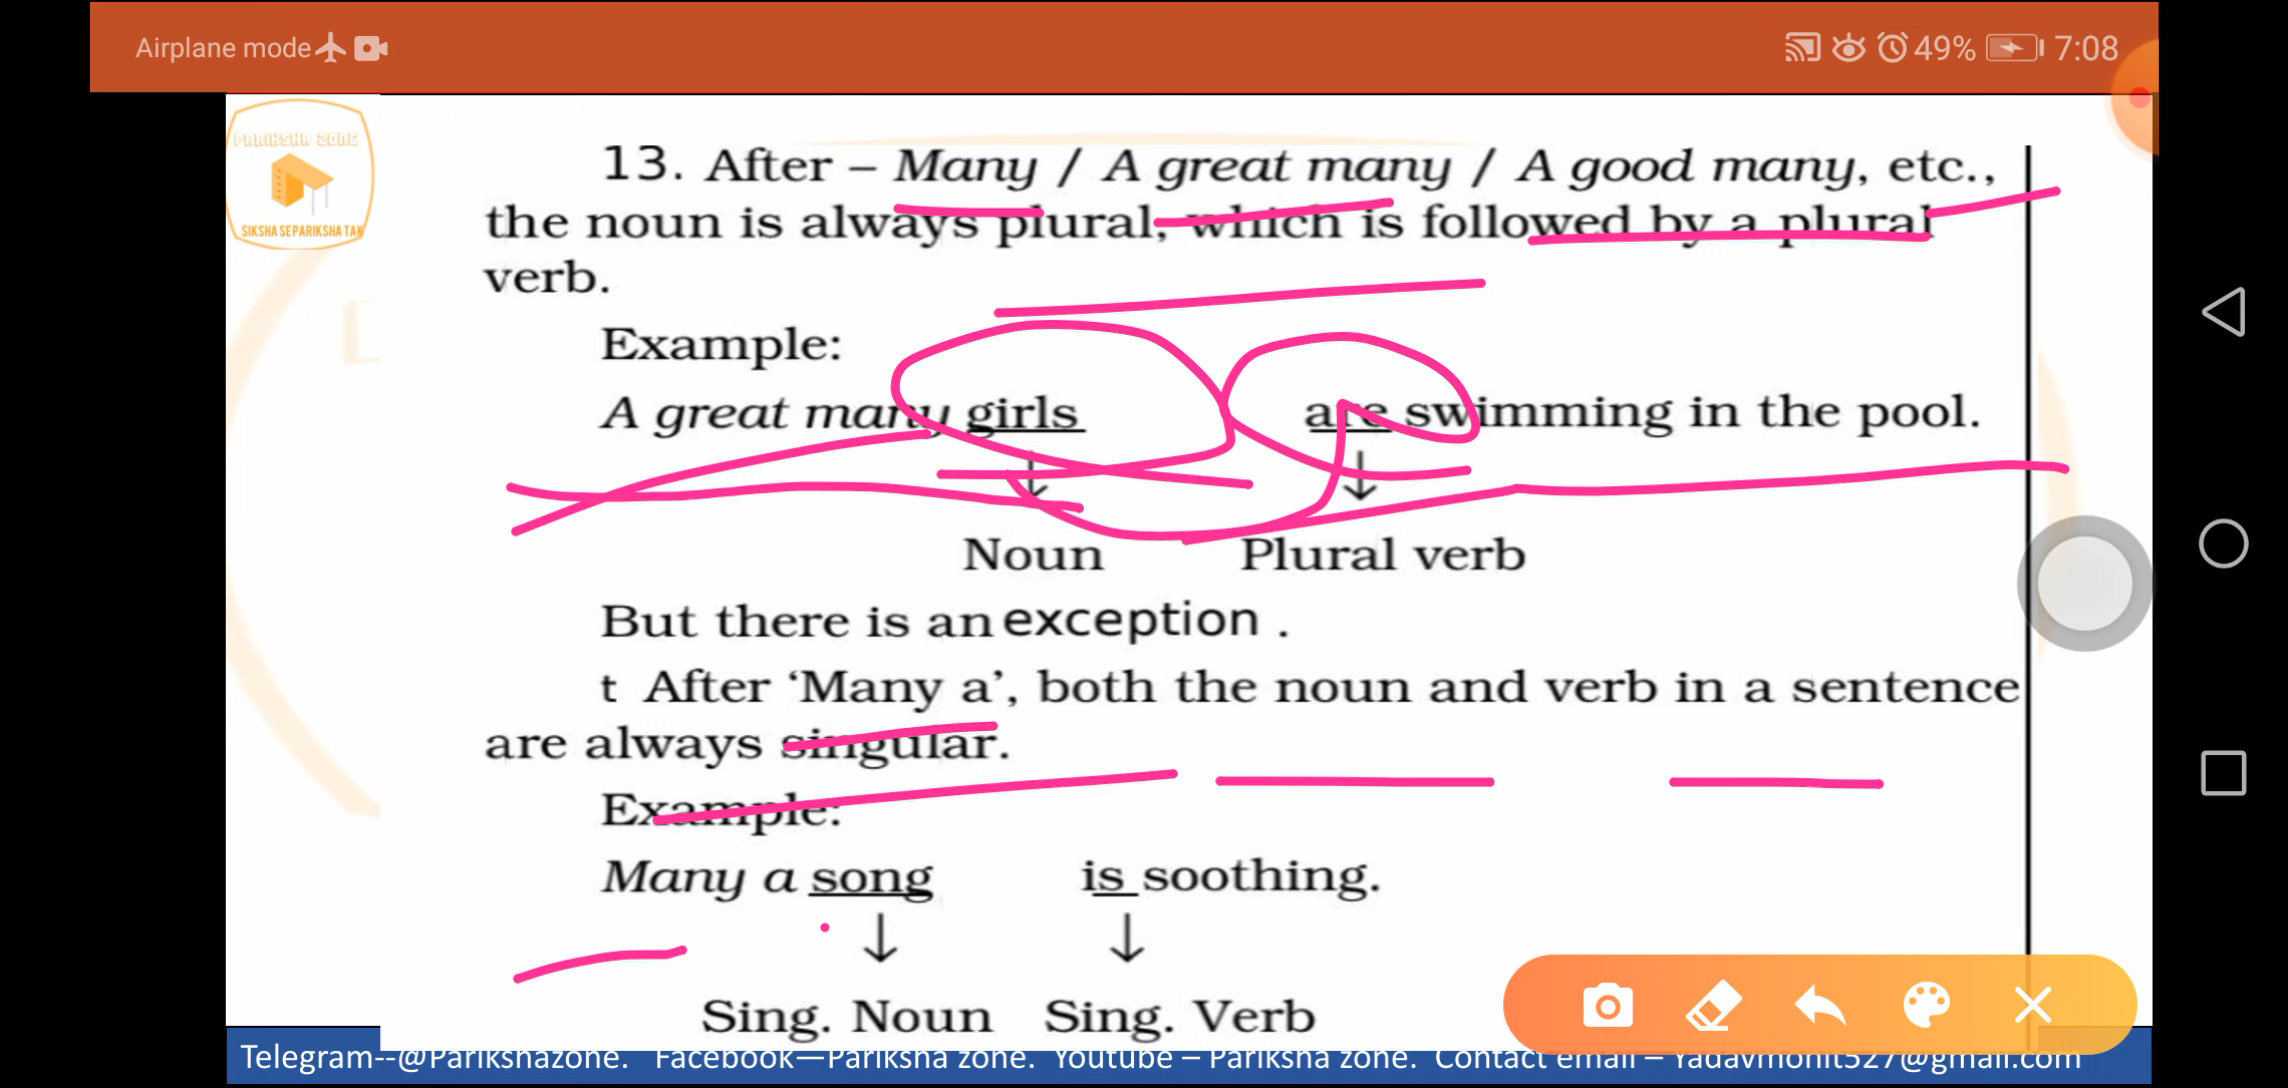 Airplane mode 49% 7:08
PARIKSHA ZONE
SIKSHA SE PARIKSHA TAK
13. After – Many / A great many / A good many, etc.,
the noun is always plural, which is followed by a plural
verb.
Example:
A great many girls are swimming in the pool.
Noun Plural verb
But there is an exception .
t After ‘Many a’, both the noun and verb in a sentence
are always singular.
Example:
Many a song is soothing.
Sing. Noun Sing. Verb
Telegram--@Parikshazone. Facebook—Pariksha zone. Youtube – Pariksha zone. Contact email – Yadavmohit527@gmail.com